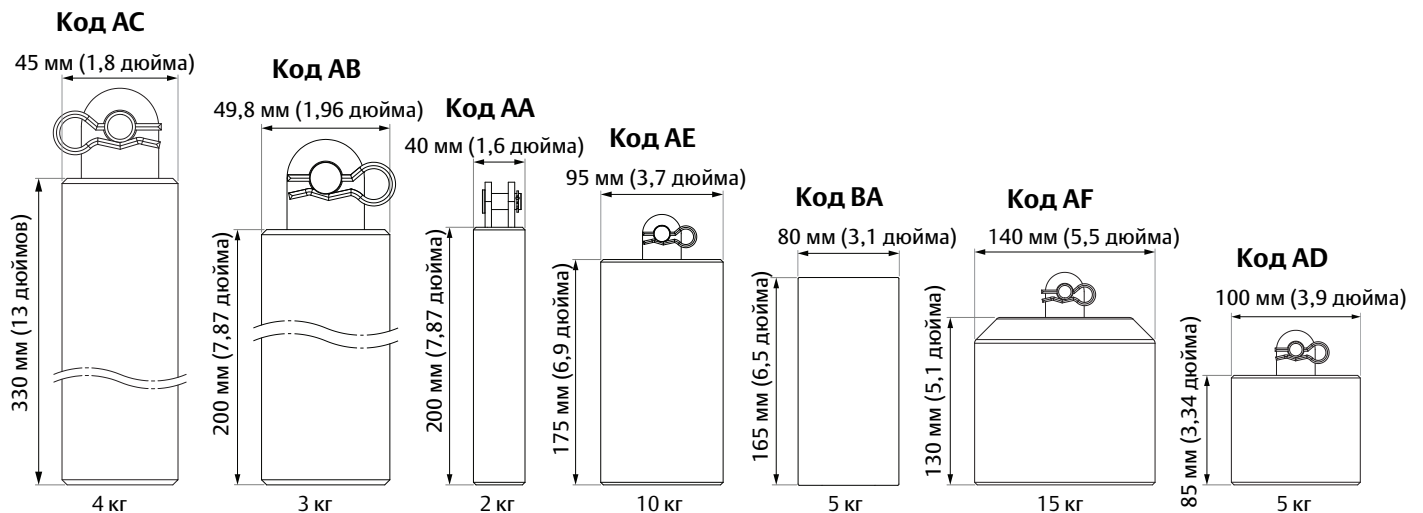 Код AC
45 мм (1,8 дюйма)
330 мм (13 дюймов)
4 кг
Код AB
49,8 мм (1,96 дюйма)
200 мм (7,87 дюйма)
3 кг
Код AA
40 мм (1,6 дюйма)
200 мм (7,87 дюйма)
2 кг
Код AE
95 мм (3,7 дюйма)
175 мм (6,9 дюйма)
10 кг
Код BA
80 мм (3,1 дюйма)
165 мм (6,5 дюйма)
5 кг
Код AF
140 мм (5,5 дюйма)
130 мм (5,1 дюйма)
15 кг
Код AD
100 мм (3,9 дюйма)
85 мм (3,34 дюйма)
5 кг